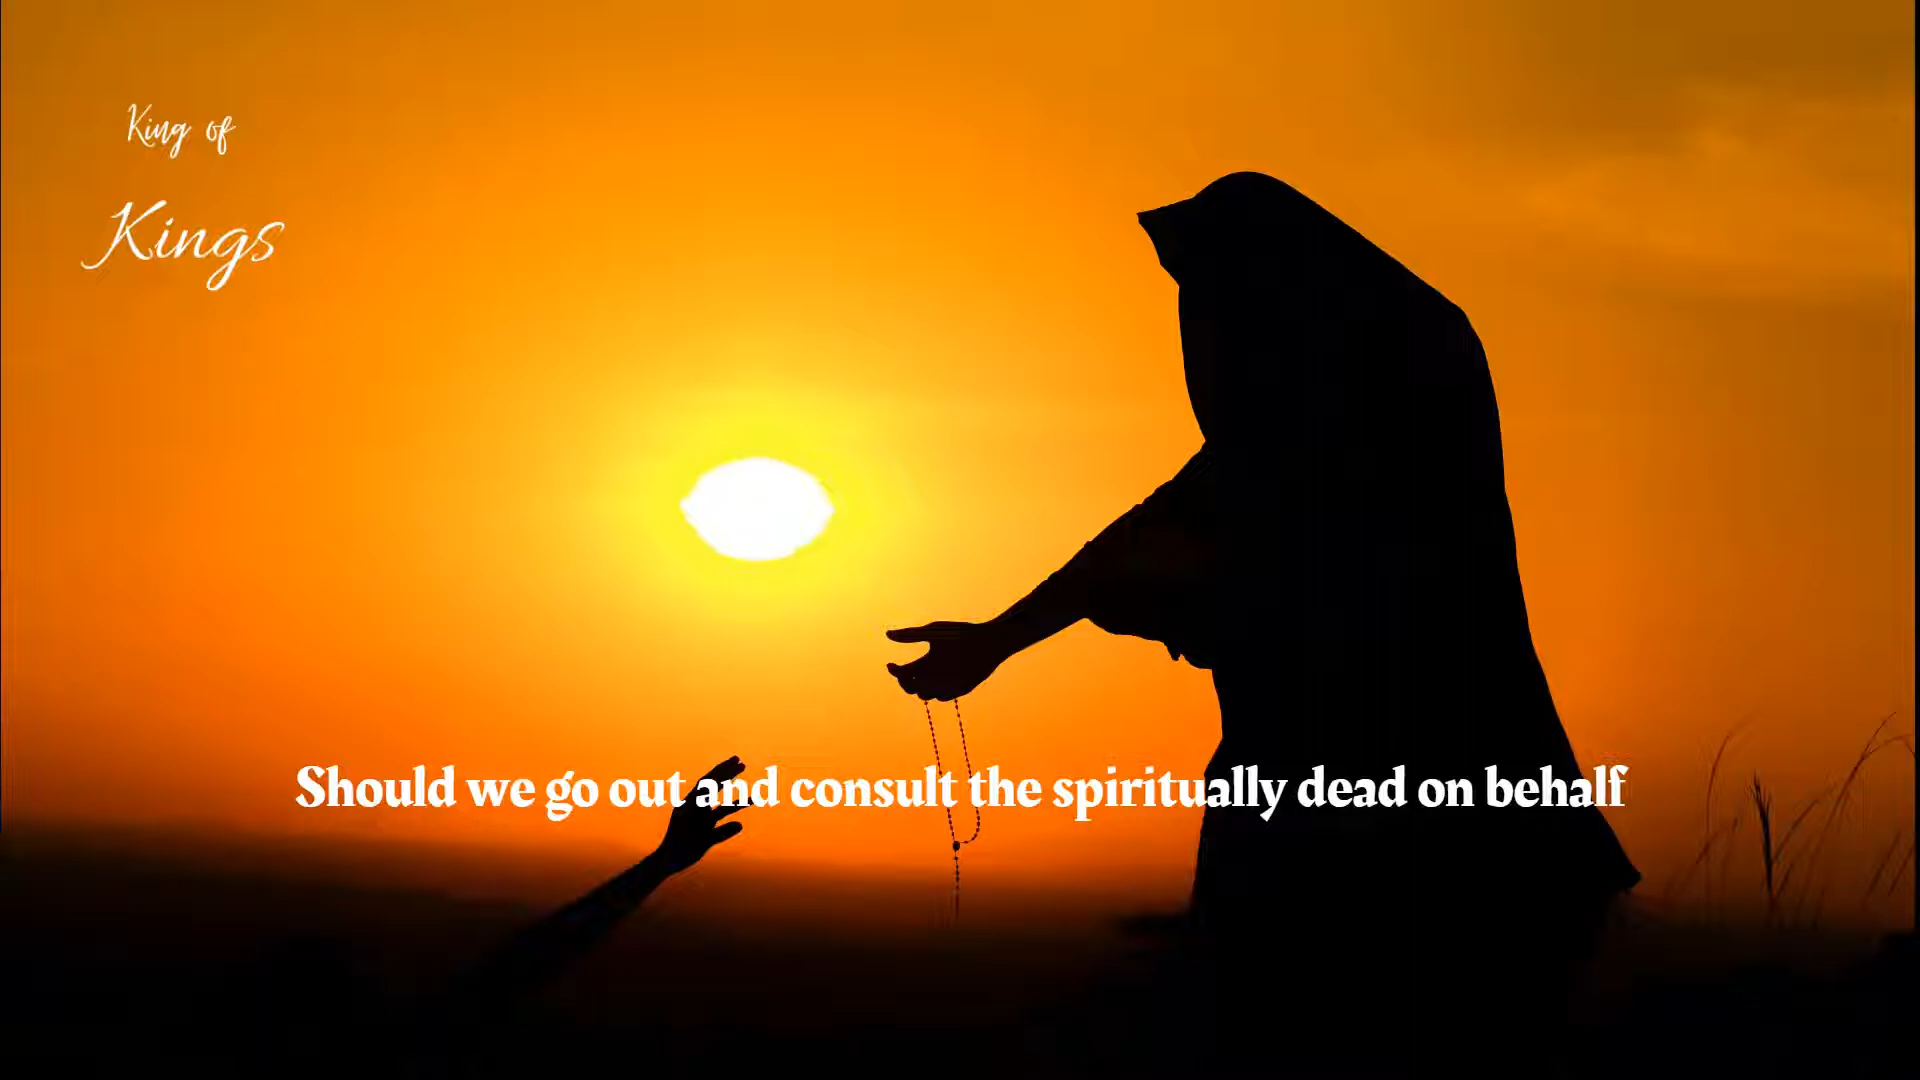 King of
Kings
Should we go out and consult the spiritually dead on behalf